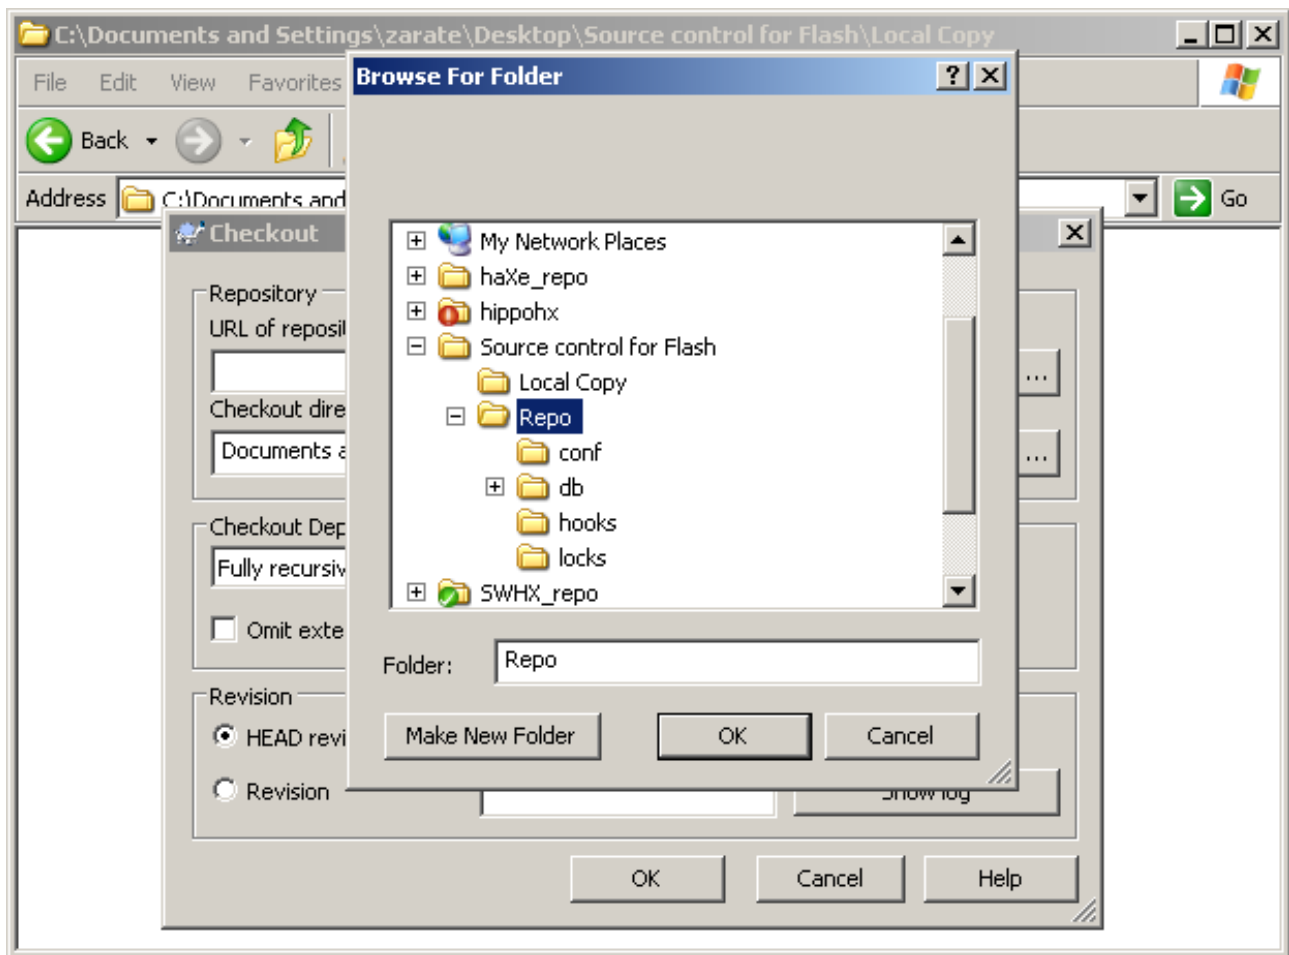 C:\Documents and Settings\zarate\Desktop\Source control for Flash\Local Copy
File Edit View Favorites
Browse For Folder
Back
Address C:\Documents and
Go
Checkout
My Network Places
haXe_repo
hippohx
Source control for Flash
Local Copy
Repo
conf
db
hooks
locks
SWHX_repo
Folder: Repo
Make New Folder OK Cancel
Repository
URL of reposit
...
Checkout dire
Documents a
...
Checkout Dep
Fully recursiv
Omit exte
Revision
HEAD revi
Revision
Show log
OK Cancel Help